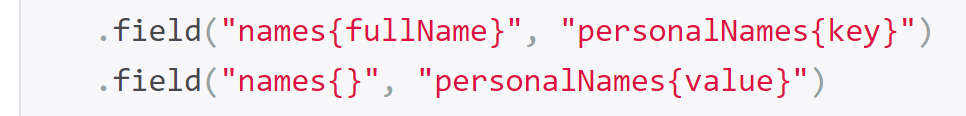 .field("names{fullName}", "personalNames{key}")
.field("names{}", "personalNames{value}")